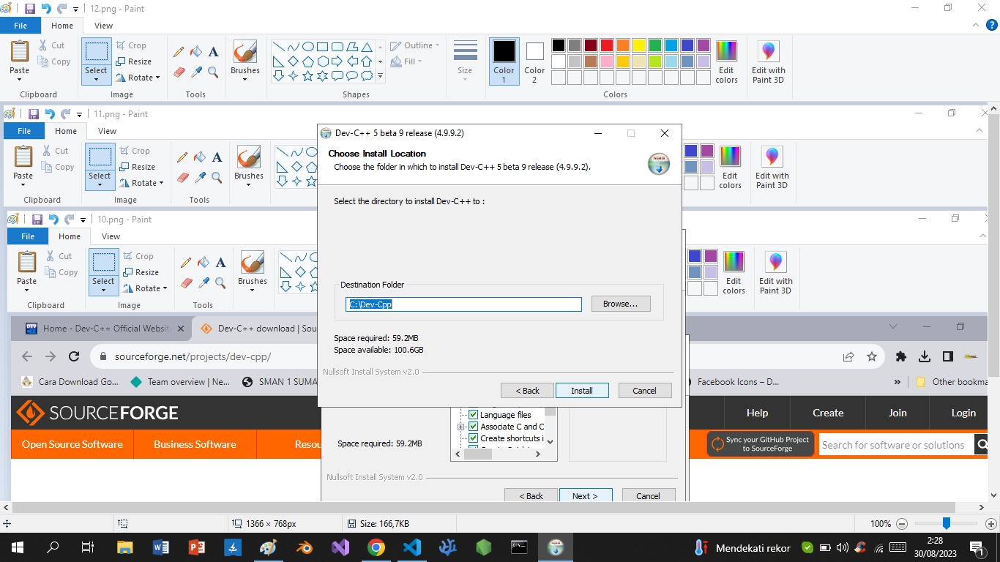 12.png - Paint
File Home View
Paste Cut Copy Select Crop Resize Rotate Brushes Outline Fill Size Color 1 Color 2 Edit colors Edit with Paint 3D
Clipboard Image Tools Shapes Colors
11.png - Paint
File Home View
Paste Cut Copy Select Crop Resize Rotate Brushes Edit colors Edit with Paint 3D
Clipboard Image Tools
10.png - Paint
File Home View
Paste Cut Copy Select Crop Resize Rotate Brushes Edit colors Edit with Paint 3D
Clipboard Image Tools
Dev-C++ 5 beta 9 release (4.9.9.2)
Choose Install Location
Choose the folder in which to install Dev-C++ 5 beta 9 release (4.9.9.2).
Select the directory to install Dev-C++ to :
Destination Folder
C:\Dev-Cpp
Browse...
Space required: 59.2MB
Space available: 100.6GB
Nullsoft Install System v2.0
< Back Install Cancel
DEV Home - Dev-C++ Official Websit Dev-C++ download | Sou
sourceforge.net/projects/dev-cpp/
Cara Download Go... Team overview | Ne... SMAN 1 SUMA Facebook Icons – D... » Other bookma
SOURCEFORGE Help Create Join Login
Open Source Software Business Software Resou
Sync your GitHub Project
to SourceForge
Search for software or solutions
Language files
Associate C and C
Create shortcuts i
Space required: 59.2MB
Nullsoft Install System v2.0
< Back Next > Cancel
1366 × 768px Size: 166,7KB 100%
Mendekati rekor
2:28
30/08/2023
1